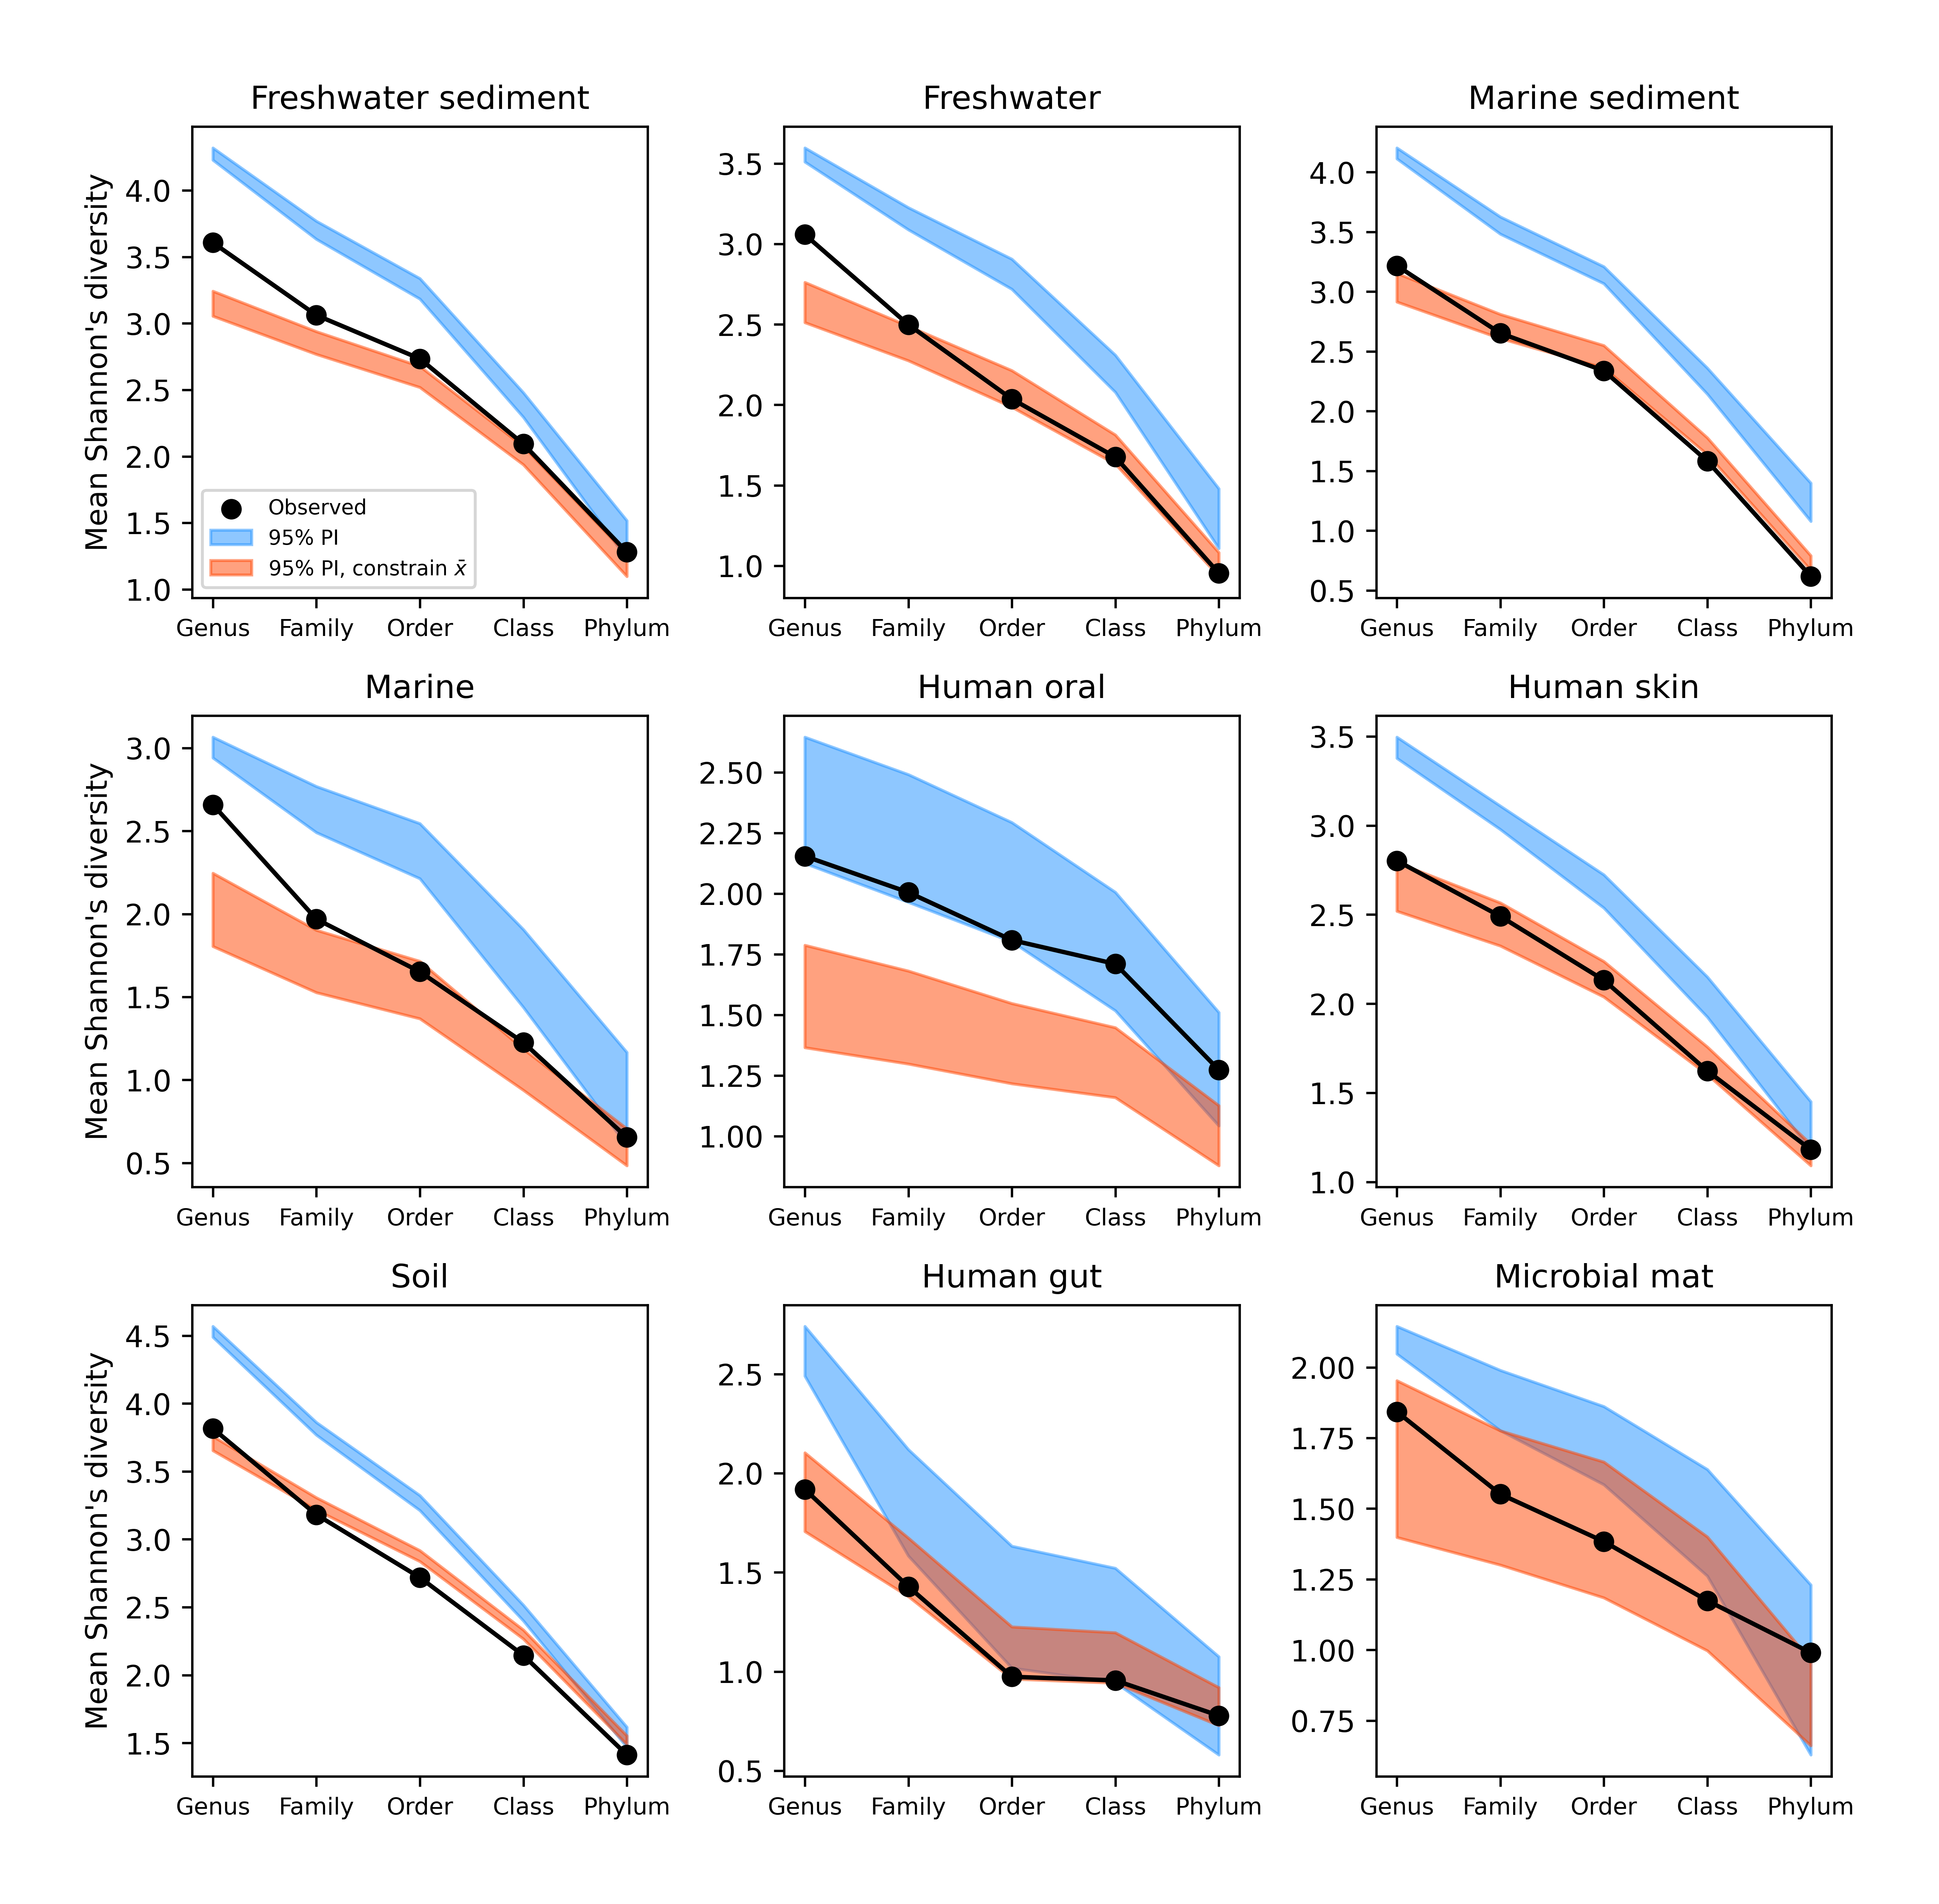 Freshwater sediment
Mean Shannon's diversity
4.0
3.5
3.0
2.5
2.0
1.5
1.0
Observed
95% PI
95% PI, constrain x̄
Genus Family Order Class Phylum
Freshwater
3.5
3.0
2.5
2.0
1.5
1.0
Genus Family Order Class Phylum
Marine sediment
4.0
3.5
3.0
2.5
2.0
1.5
1.0
0.5
Genus Family Order Class Phylum
Marine
Mean Shannon's diversity
3.0
2.5
2.0
1.5
1.0
0.5
Genus Family Order Class Phylum
Human oral
2.50
2.25
2.00
1.75
1.50
1.25
1.00
Genus Family Order Class Phylum
Human skin
3.5
3.0
2.5
2.0
1.5
1.0
Genus Family Order Class Phylum
Soil
Mean Shannon's diversity
4.5
4.0
3.5
3.0
2.5
2.0
1.5
Genus Family Order Class Phylum
Human gut
2.5
2.0
1.5
1.0
0.5
Genus Family Order Class Phylum
Microbial mat
2.00
1.75
1.50
1.25
1.00
0.75
Genus Family Order Class Phylum